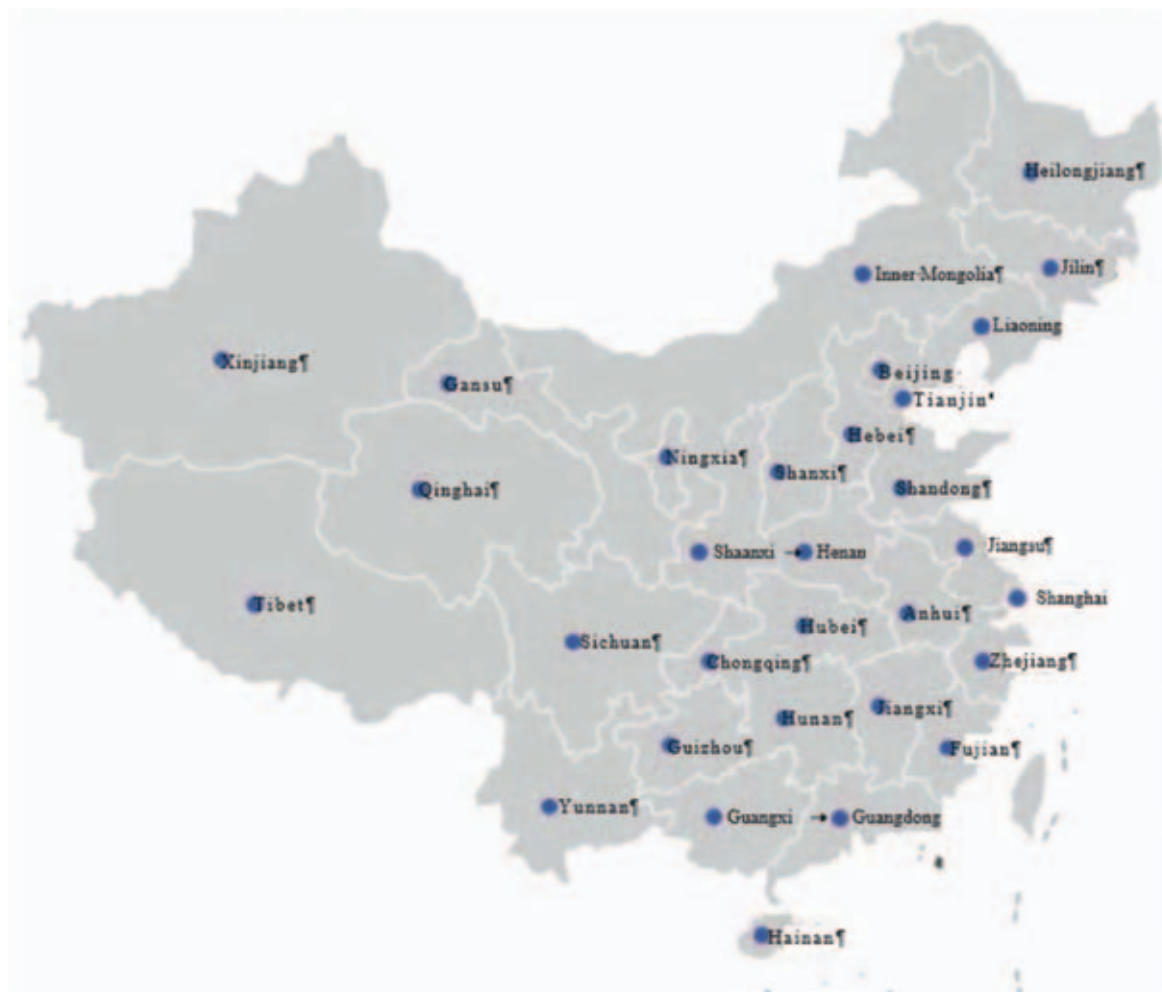 Heilongjiang¶
Jilin¶
Inner·Mongolia¶
Liaoning
Xinjiang¶
Gansu¶
Beijing·
Tianjin
Hebei¶
Ningxia¶
Shanxi¶
Qinghai¶
Shandong¶
Shaanxi → Henan
Jiangsu¶
Tibet¶
Shanghai
Anhui¶
Hubei¶
Sichuan¶
Chongqing¶
Zhejiang¶
Jiangxi¶
Hunan¶
Guizhou¶
Fujian¶
Yunnan¶
Guangxi → Guangdong
Hainan¶